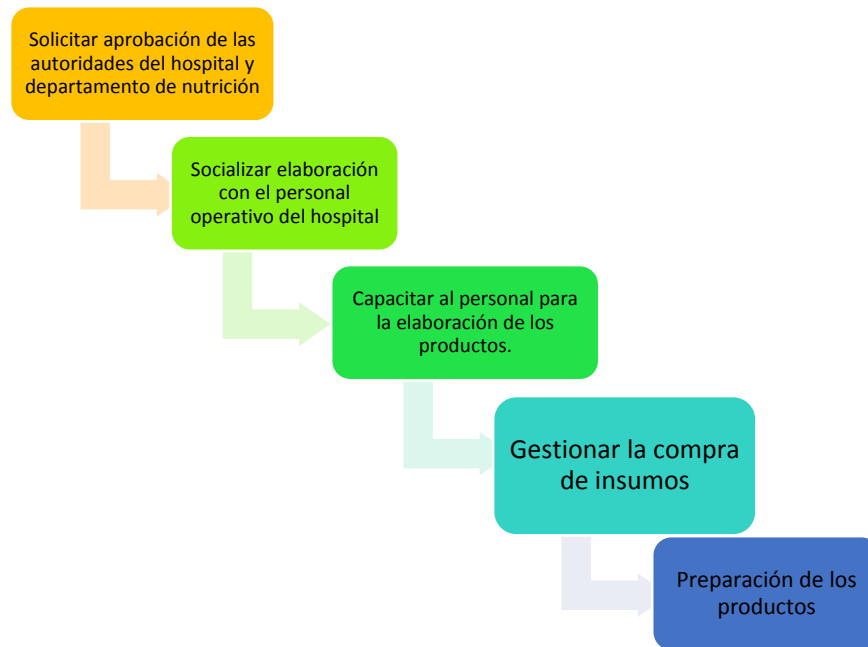 Solicitar aprobación de las
autoridades del hospital y
departamento de nutrición
Socializar elaboración
con el personal
operativo del hospital
Capacitar al personal para
la elaboración de los
productos.
Gestionar la compra
de insumos
Preparación de los
productos